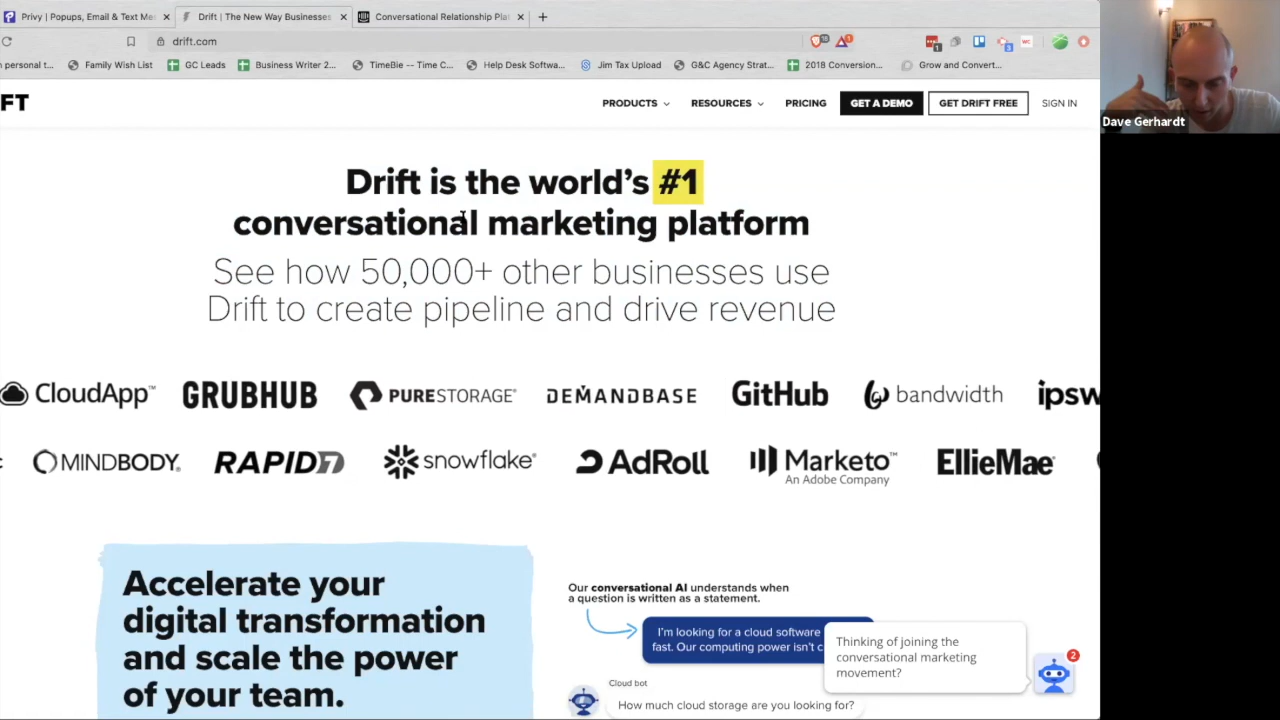 Privy | Popups, Email & Text Me
Drift | The New Way Businesses
Conversational Relationship Pla
drift.com
n personal t...
Family Wish List
GC Leads
Business Writer 2...
TimeBie -- Time C...
Help Desk Softwa...
Jim Tax Upload
G&C Agency Strat...
2018 Conversion...
Grow and Convert...
FT
PRODUCTS
RESOURCES
PRICING
GET A DEMO
GET DRIFT FREE
SIGN IN
Dave Gerhardt
Drift is the world's #1
conversational marketing platform
See how 50,000+ other businesses use
Drift to create pipeline and drive revenue
CloudApp™
GRUBHUB
PURESTORAGE®
DEMANDBASE
GitHub
bandwidth
ipsw
MINDBODY®
RAPID7
snowflake®
AdRoll
Marketo™
An Adobe Company
EllieMae®
Accelerate your
digital transformation
and scale the power
of your team.
Our conversational AI understands when
a question is written as a statement.
I'm looking for a cloud software
fast. Our computing power isn't c
Thinking of joining the
conversational marketing
movement?
2
Cloud bot
How much cloud storage are you looking for?